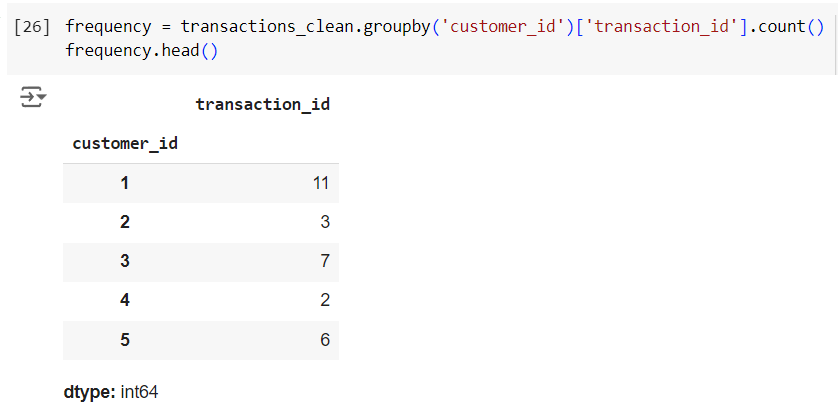 [26] frequency = transactions_clean.groupby('customer_id')['transaction_id'].count()
frequency.head()
transaction_id
customer_id
1 11
2 3
3 7
4 2
5 6
dtype: int64